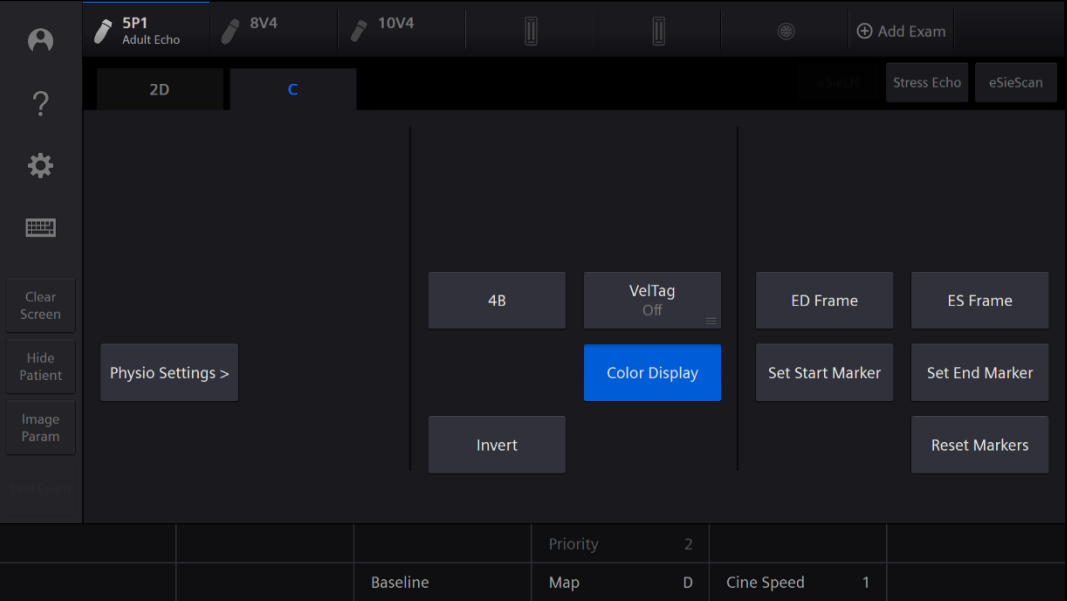 5P1
Adult Echo
8V4
10V4
Add Exam
2D
C
Stress Echo
eSieScan
Clear
Screen
Hide
Patient
Image
Param
4B
VelTag
Off
ED Frame
ES Frame
Physio Settings >
Color Display
Set Start Marker
Set End Marker
Invert
Reset Markers
Priority 2
Baseline
Map D
Cine Speed 1